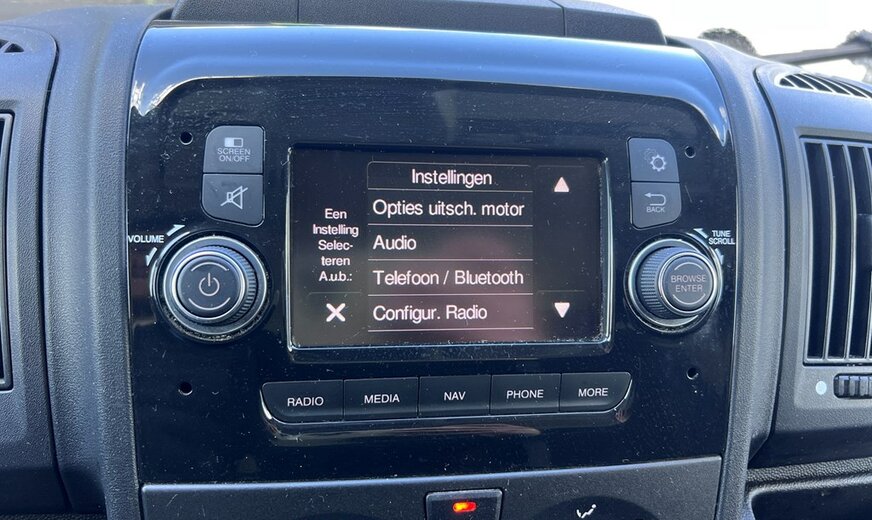 SCREEN
ON/OFF
VOLUME
Instellingen
Een
Instelling
Selec-
teren
A.u.b.:
Opties uitsch. motor
Audio
Telefoon / Bluetooth
Configur. Radio
BACK
TUNE
SCROLL
BROWSE
ENTER
RADIO
MEDIA
NAV
PHONE
MORE